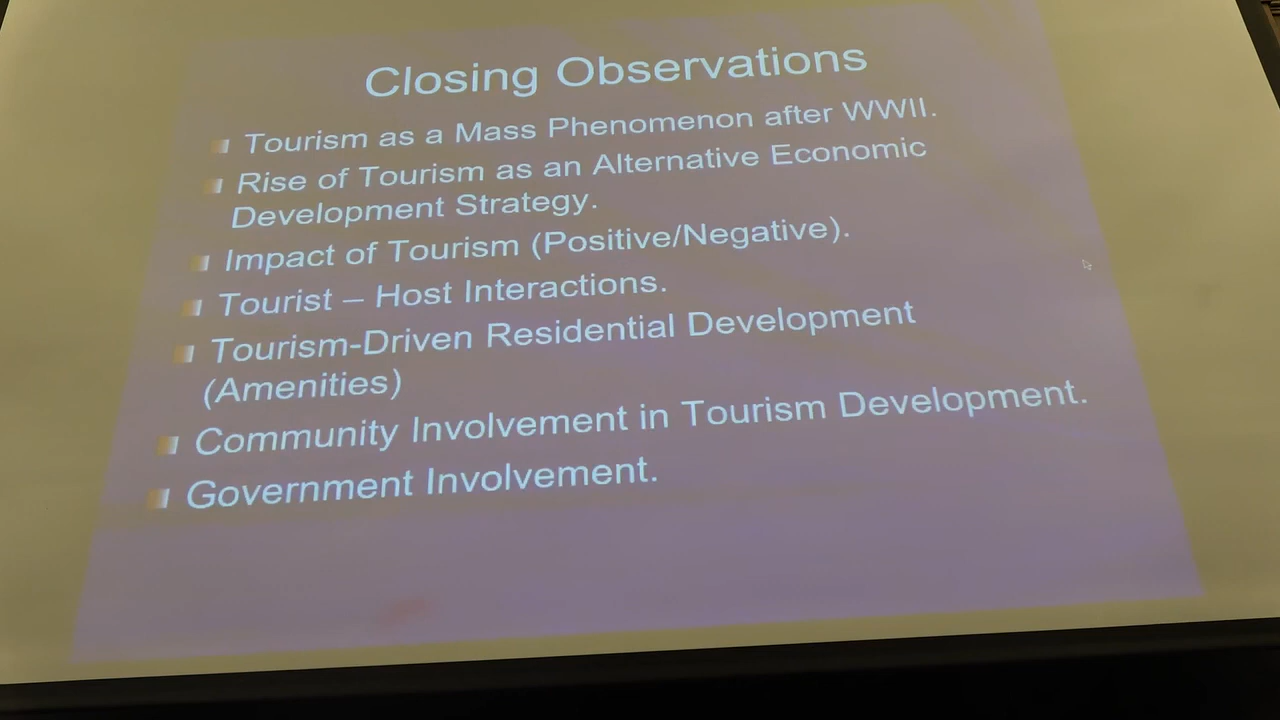 Closing Observations
Tourism as a Mass Phenomenon after WWII.
Rise of Tourism as an Alternative Economic
Development Strategy.
Impact of Tourism (Positive/Negative).
Tourist – Host Interactions.
Tourism-Driven Residential Development
(Amenities)
Community Involvement in Tourism Development.
Government Involvement.